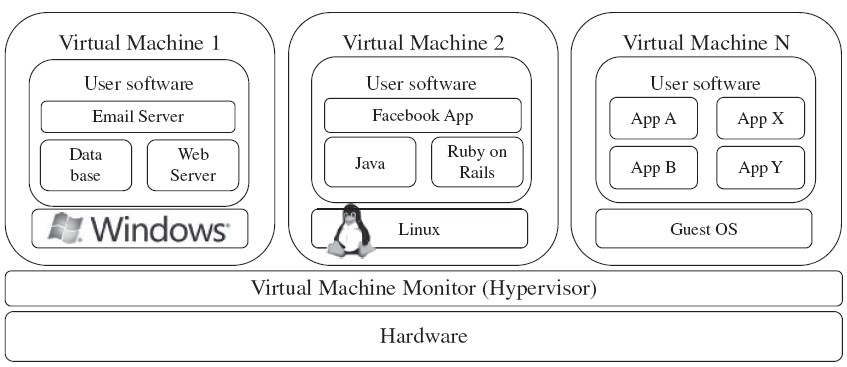 Virtual Machine 1
User software
Email Server
Data
base
Web
Server
Windows
Virtual Machine 2
User software
Facebook App
Java
Ruby on
Rails
Linux
Virtual Machine N
User software
App A
App X
App B
App Y
Guest OS
Virtual Machine Monitor (Hypervisor)
Hardware